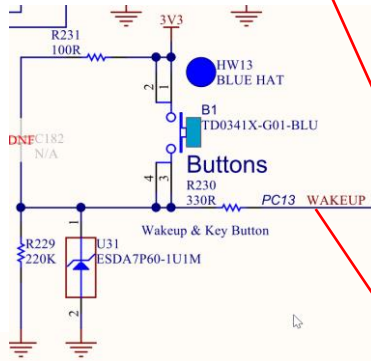 3V3
R231
100R
HW13
BLUE HAT
2
1
B1
TD0341X-G01-BLU
DNF
C182
N/A
Buttons
4
3
R230
330R
PC13
WAKEUP
Wakeup & Key Button
1
R229
220K
U31
ESDA7P60-1U1M
2